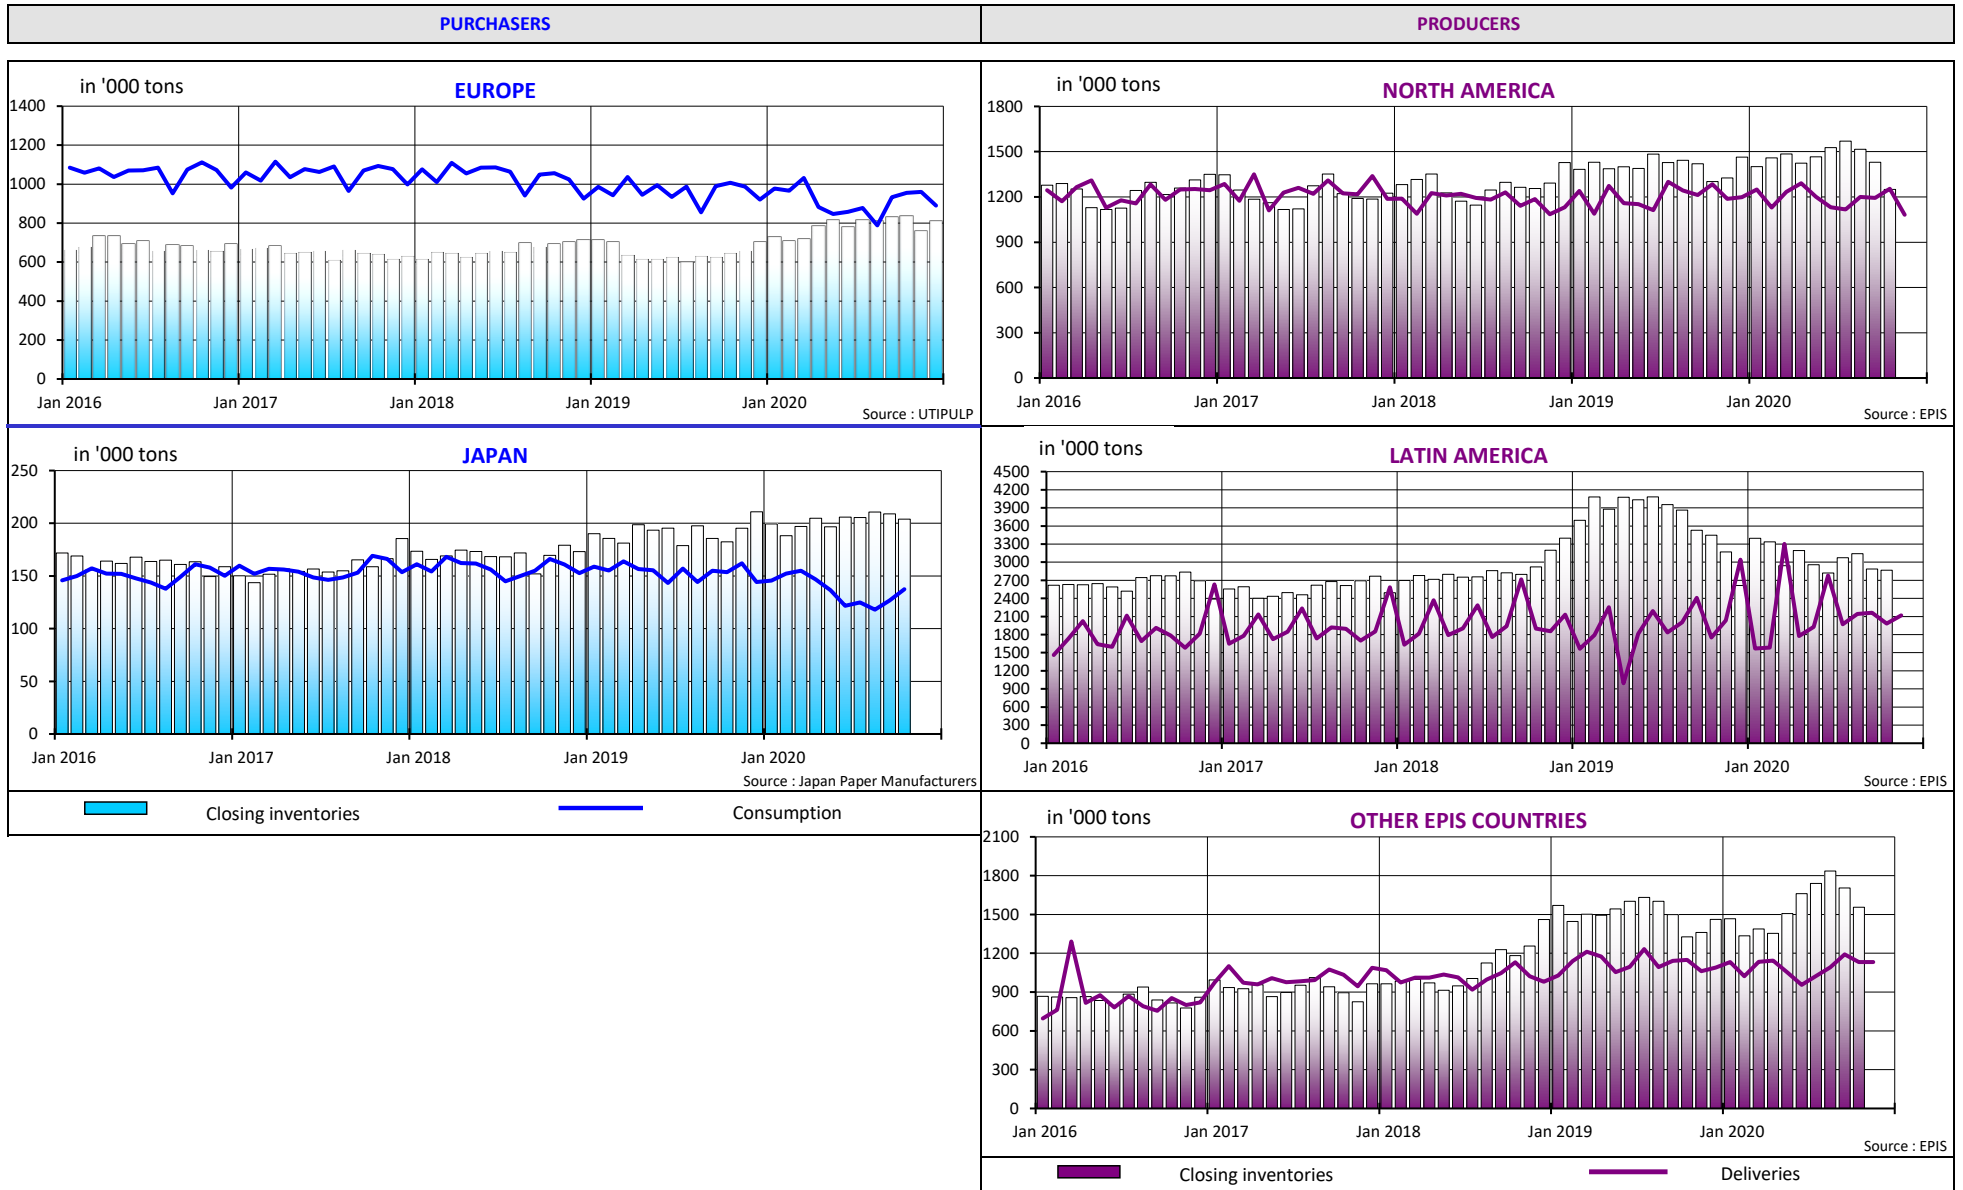 PURCHASERS
PRODUCERS
in '000 tons
EUROPE
1400
1200
1000
800
600
400
200
0
Jan 2016
Jan 2017
Jan 2018
Jan 2019
Jan 2020
Source : UTIPULP
in '000 tons
JAPAN
250
200
150
100
50
0
Jan 2016
Jan 2017
Jan 2018
Jan 2019
Jan 2020
Source : Japan Paper Manufacturers
Closing inventories
Consumption
in '000 tons
NORTH AMERICA
1800
1500
1200
900
600
300
0
Jan 2016
Jan 2017
Jan 2018
Jan 2019
Jan 2020
Source : EPIS
in '000 tons
LATIN AMERICA
4500
4200
3900
3600
3300
3000
2700
2400
2100
1800
1500
1200
900
600
300
0
Jan 2016
Jan 2017
Jan 2018
Jan 2019
Jan 2020
Source : EPIS
in '000 tons
OTHER EPIS COUNTRIES
2100
1800
1500
1200
900
600
300
0
Jan 2016
Jan 2017
Jan 2018
Jan 2019
Jan 2020
Source : EPIS
Closing inventories
Deliveries